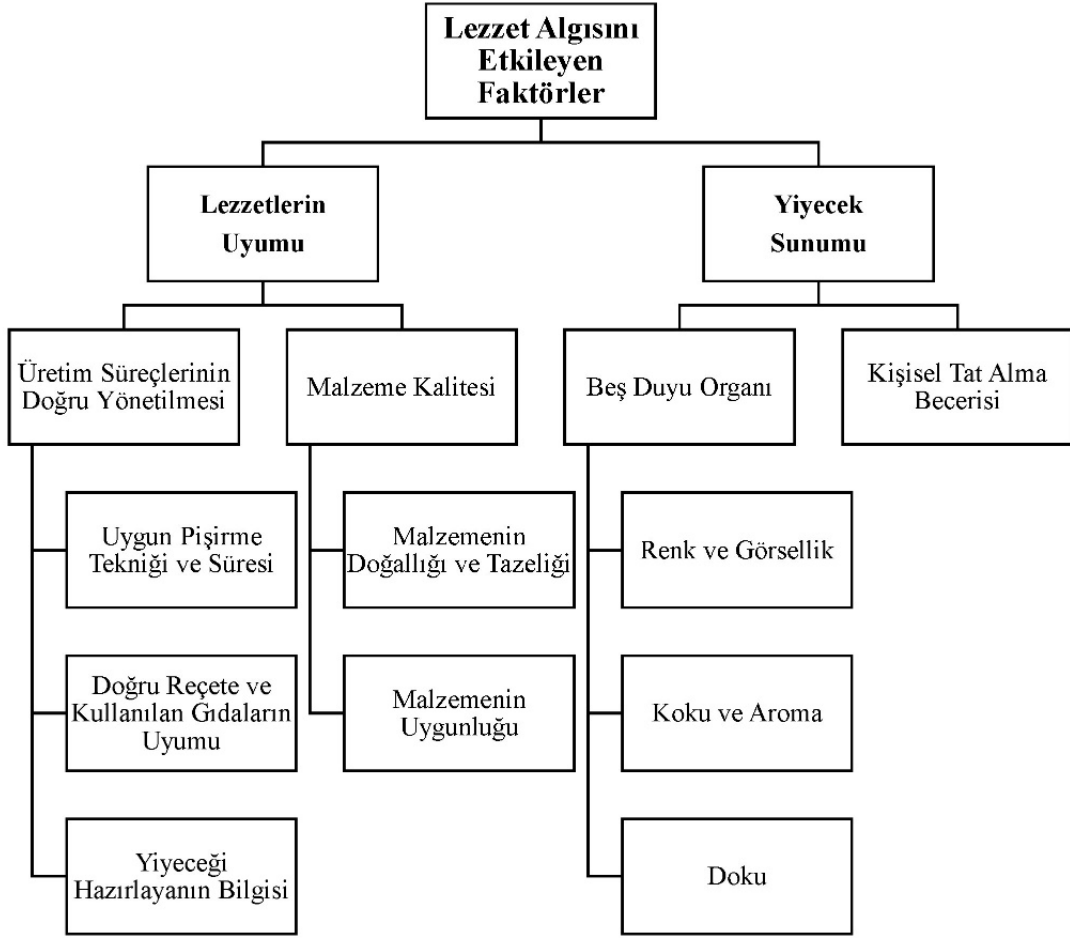 Lezzet Algısını
Etkileyen
Faktörler
Lezzetlerin
Uyumu
Yiyecek
Sunumu
Üretim Süreçlerinin
Doğru Yönetilmesi
Malzeme Kalitesi
Beş Duyu Organı
Kişisel Tat Alma
Becerisi
Uygun Pişirme
Tekniği ve Süresi
Malzemenin
Doğallığı ve Tazeliği
Renk ve Görsellik
Doğru Reçete ve
Kullanılan Gıdaların
Uyumu
Malzemenin
Uygunluğu
Koku ve Aroma
Yiyeceği
Hazırlayanın Bilgisi
Doku